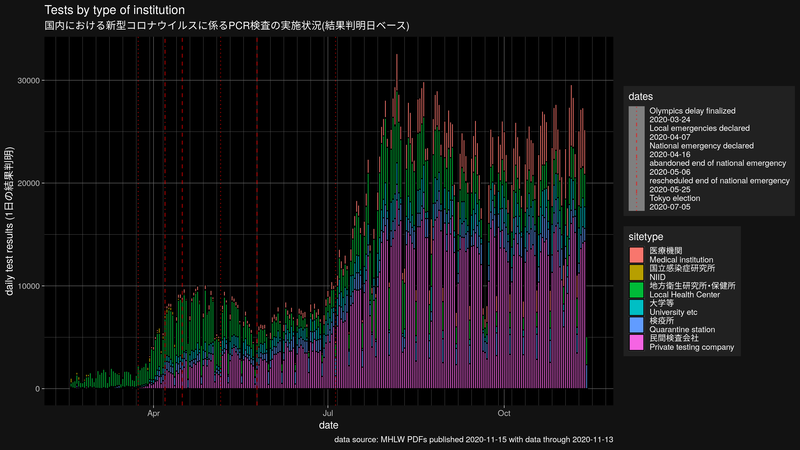 Tests by type of institution
国内における新型コロナウイルスに係るPCR検査の実施状況(結果判明日ベース)
daily test results (1日の結果判明)
30000
20000
10000
0
Apr
Jul
Oct
date
data source: MHLW PDFs published 2020-11-15 with data through 2020-11-13
dates
Olympics delay finalized
2020-03-24
Local emergencies declared
2020-04-07
National emergency declared
2020-04-16
abandoned end of national emergency
2020-05-06
rescheduled end of national emergency
2020-05-25
Tokyo election
2020-07-05
sitetype
医療機関
Medical institution
国立感染症研究所
NIID
地方衛生研究所・保健所
Local Health Center
大学等
University etc
検疫所
Quarantine station
民間検査会社
Private testing company